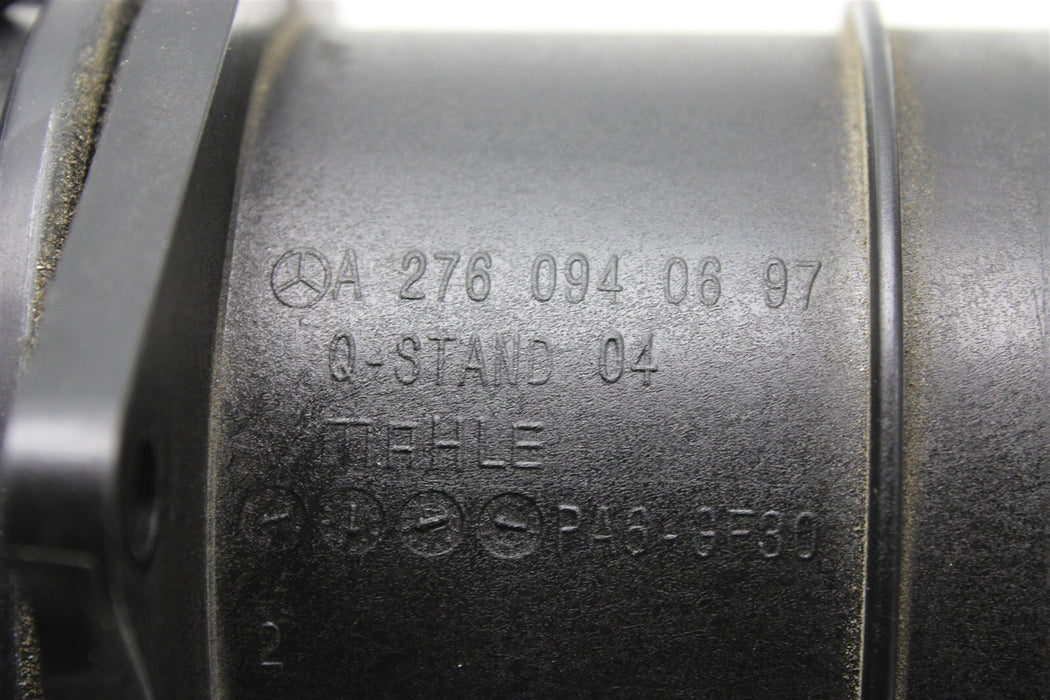 A 276 094 06 97
Q-STAND 04
MAHLE
PA6-GF30
2